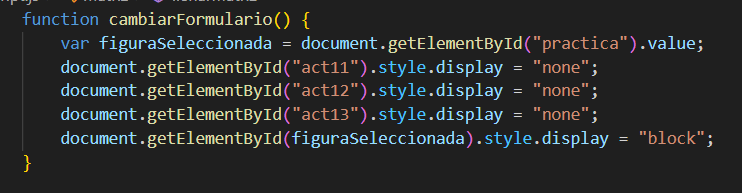 function cambiarFormulario() {
var figuraSeleccionada = document.getElementById("practica").value;
document.getElementById("act11").style.display = "none";
document.getElementById("act12").style.display = "none";
document.getElementById("act13").style.display = "none";
document.getElementById(figuraSeleccionada).style.display = "block";
}